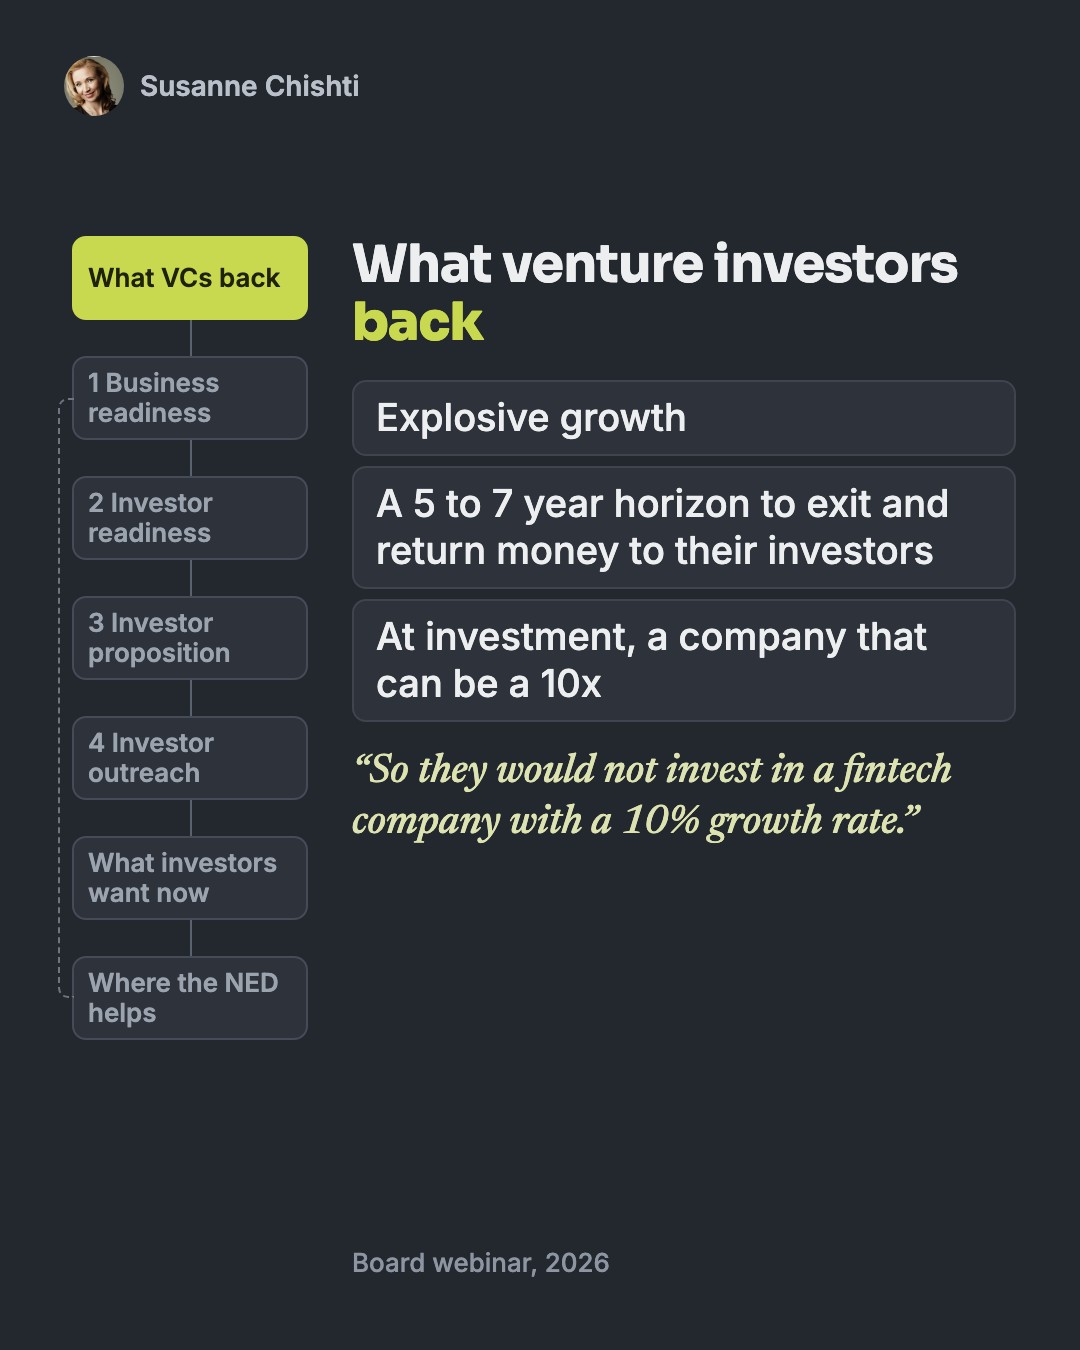 Susanne Chishti
What VCs back
1 Business
readiness
2 Investor
readiness
3 Investor
proposition
4 Investor
outreach
What investors
want now
Where the NED
helps
What venture investors
back
Explosive growth
A 5 to 7 year horizon to exit and
return money to their investors
At investment, a company that
can be a 10x
“So they would not invest in a fintech
company with a 10% growth rate.”
Board webinar, 2026